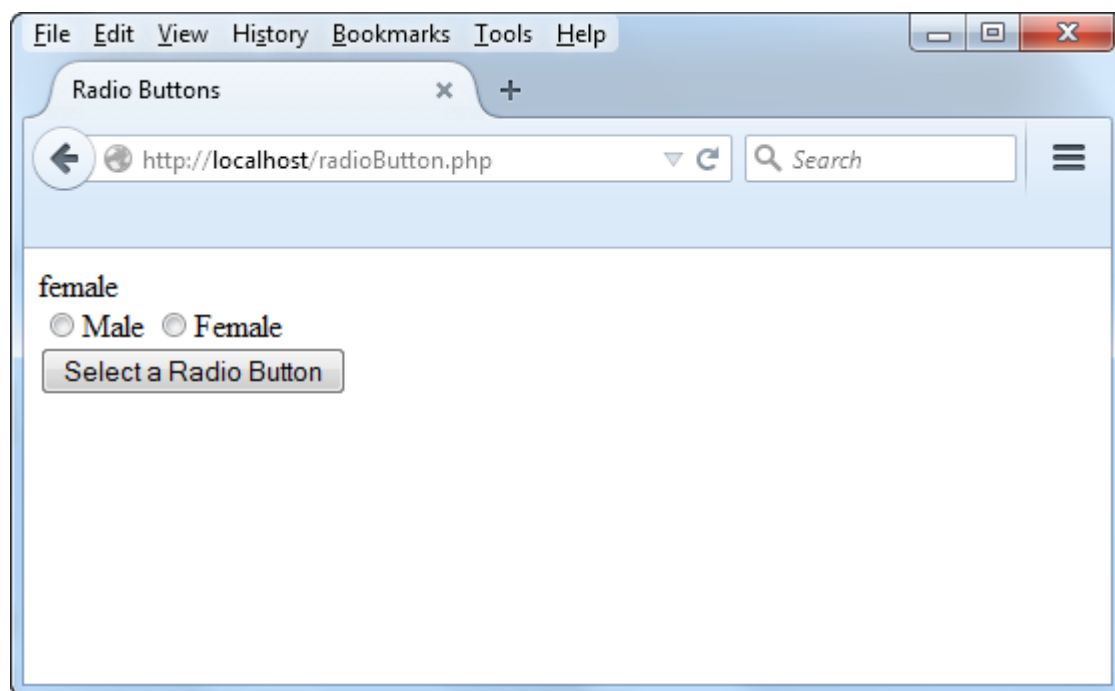 File Edit View History Bookmarks Tools Help
Radio Buttons
http://localhost/radioButton.php Search
female
Male Female
Select a Radio Button